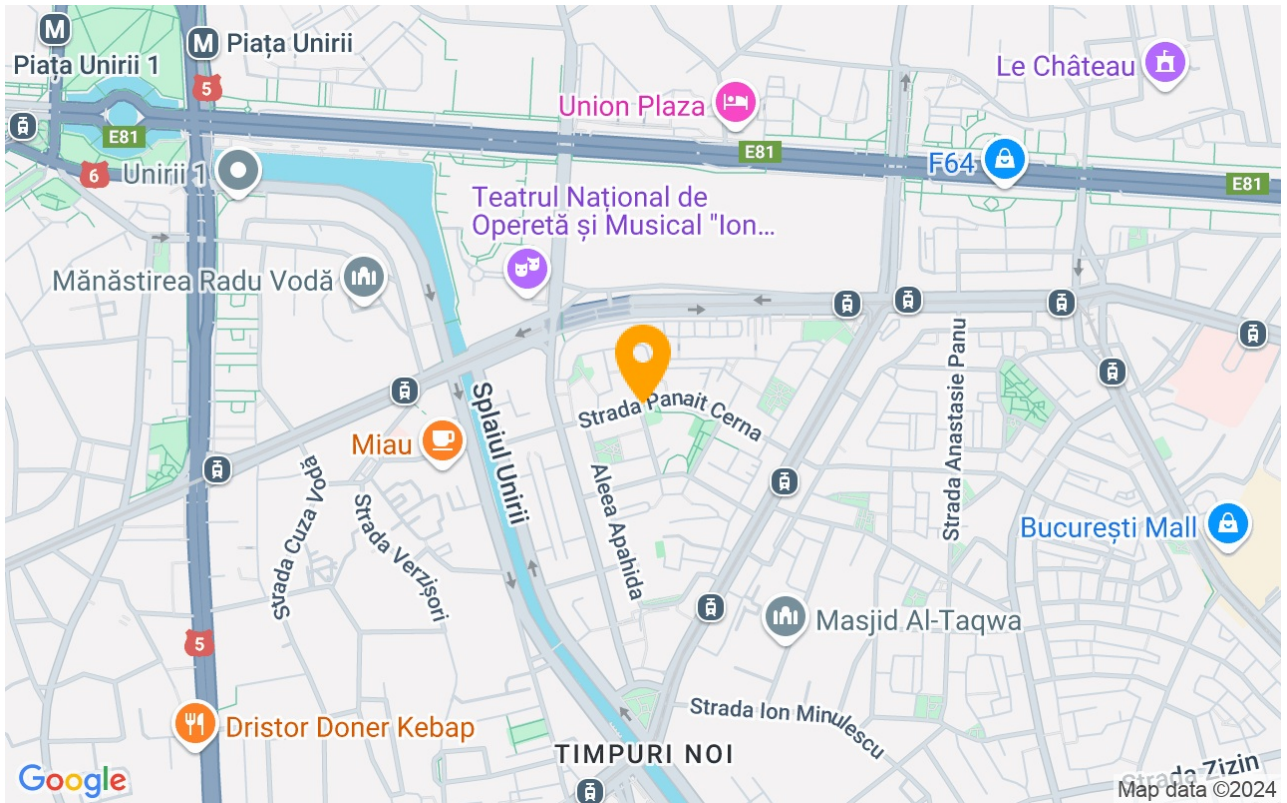 M
M Piața Unirii
Piața Unirii 1
5
Le Château
Union Plaza
E81
E81
F64
6
Unirii 1
E81
Teatrul Național de
Operetă și Musical "Ion...
Mănăstirea Radu Vodă
Strada Panait Cerna
Splaiul Unirii
Miau
Strada Anastasie Panu
Strada Cuza Vodă
Strada Verzișori
Aleea Apahida
București Mall
Masjid Al-Taqwa
5
Strada Ion Minulescu
Dristor Doner Kebap
TIMPURI NOI
Strada Zizin
Google
Map data ©2024